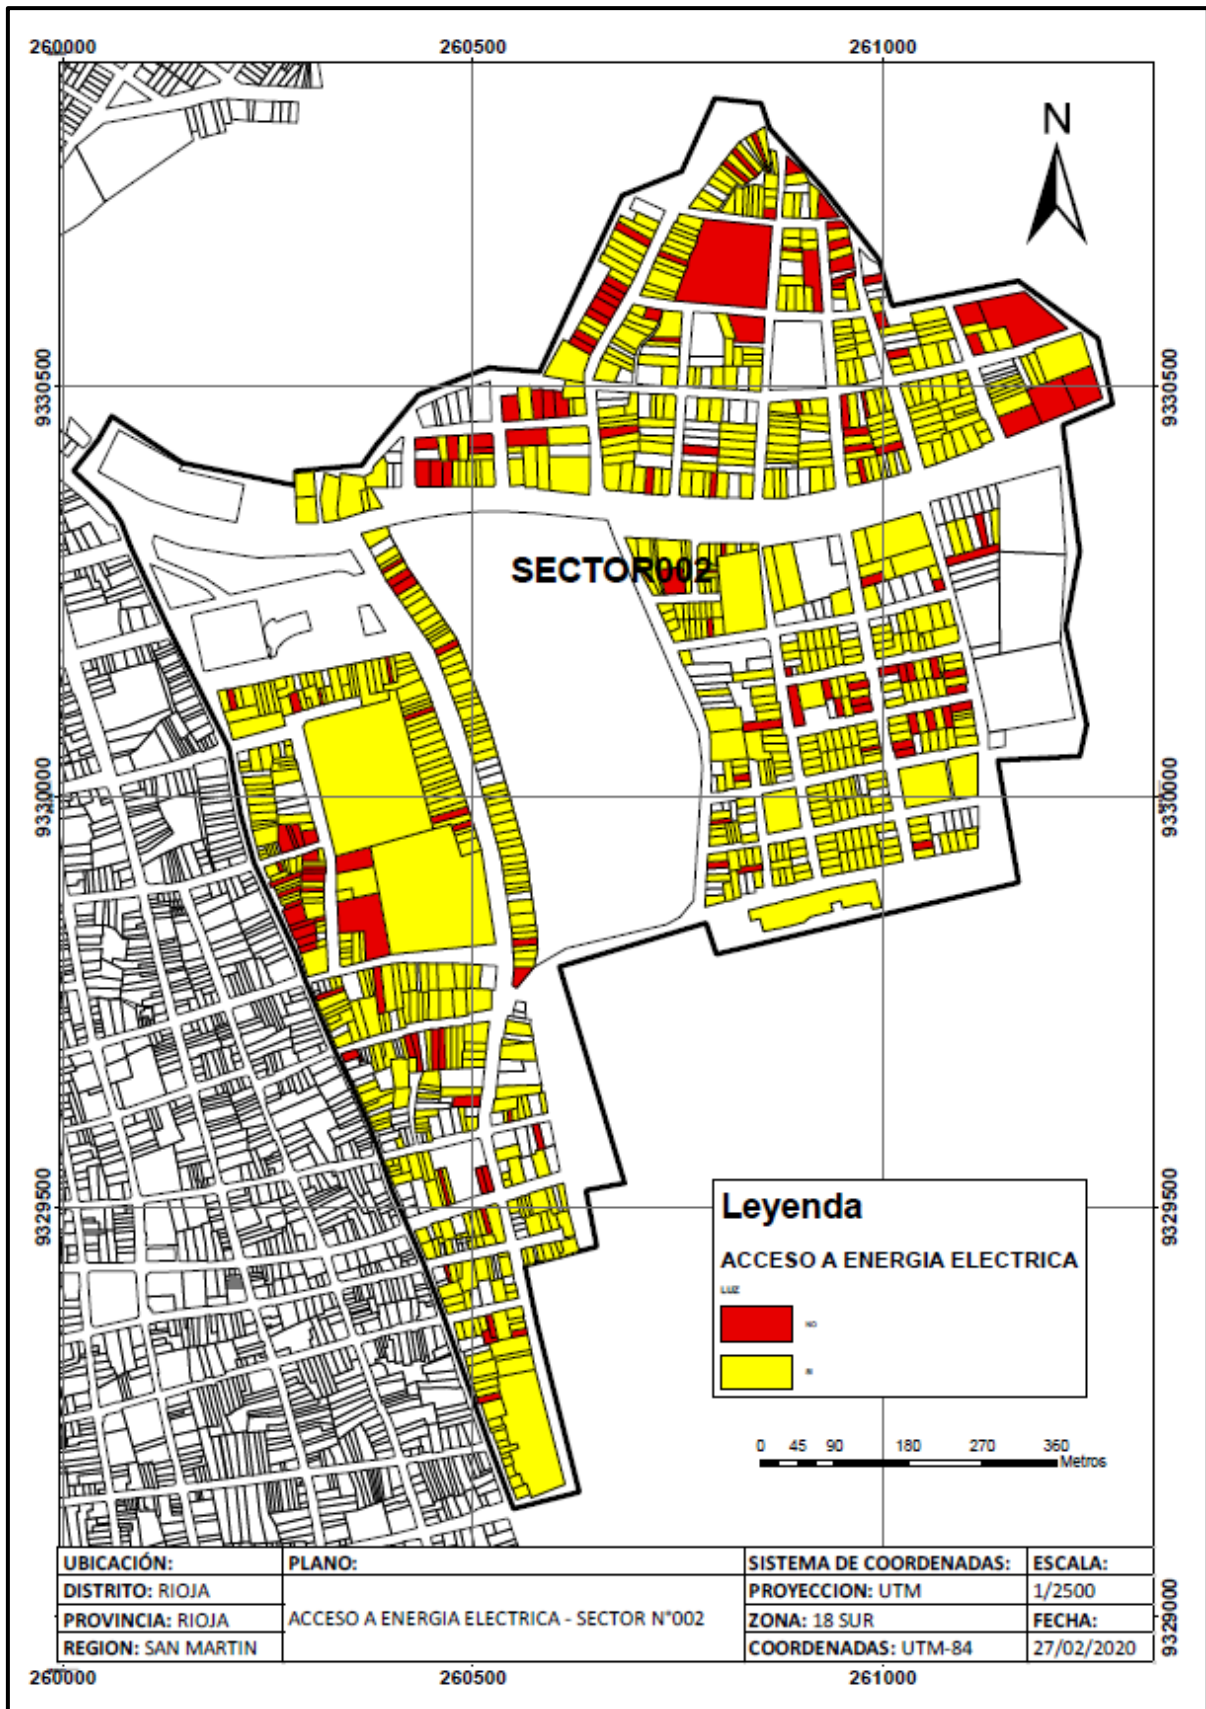 260000 260500 261000
N
9330500 9330500
SECTOR002
9330000 9330000
9329500 9329500
Leyenda
ACCESO A ENERGIA ELECTRICA
LUZ
NO
SI
0 45 90 180 270 360
Metros
UBICACIÓN: PLANO: SISTEMA DE COORDENADAS: ESCALA:
DISTRITO: RIOJA PROYECCION: UTM 1/2500
PROVINCIA: RIOJA ACCESO A ENERGIA ELECTRICA - SECTOR N°002 ZONA: 18 SUR FECHA:
REGION: SAN MARTIN COORDENADAS: UTM-84 27/02/2020
9329000
260000 260500 261000